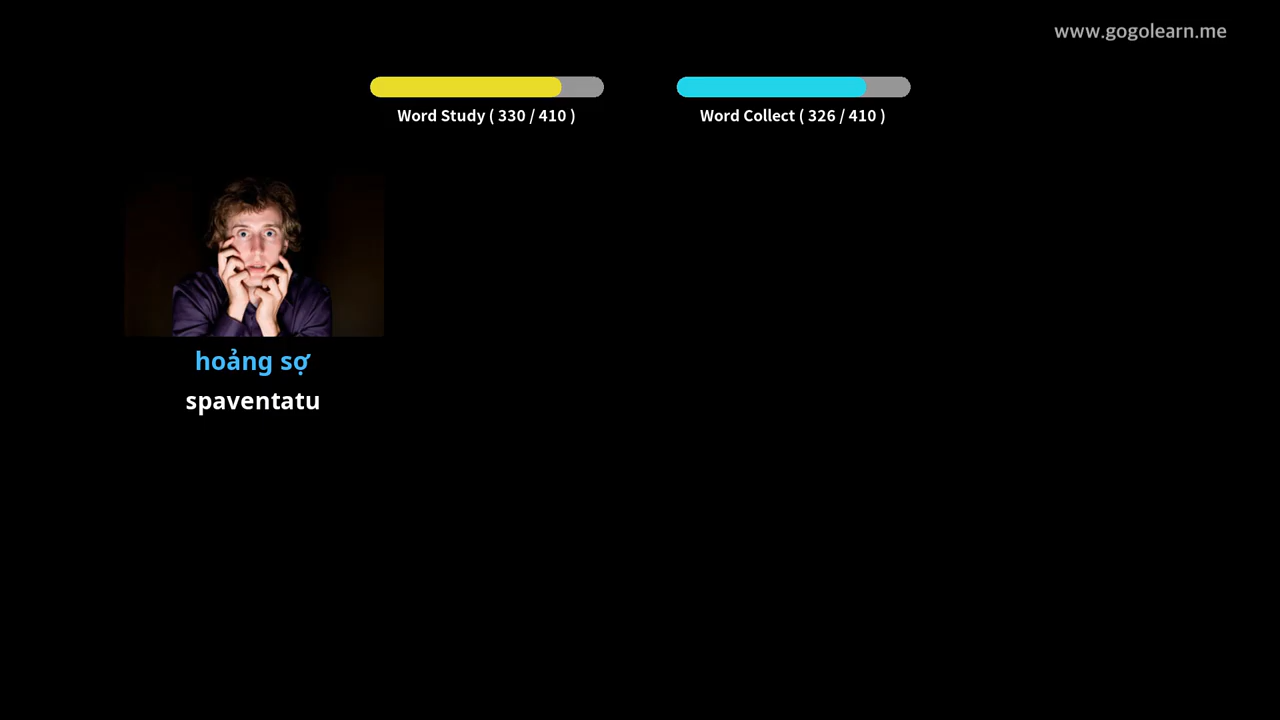 www.gogolearn.me
Word Study ( 330 / 410 )
Word Collect ( 326 / 410 )
hoảng sợ
spaventatu